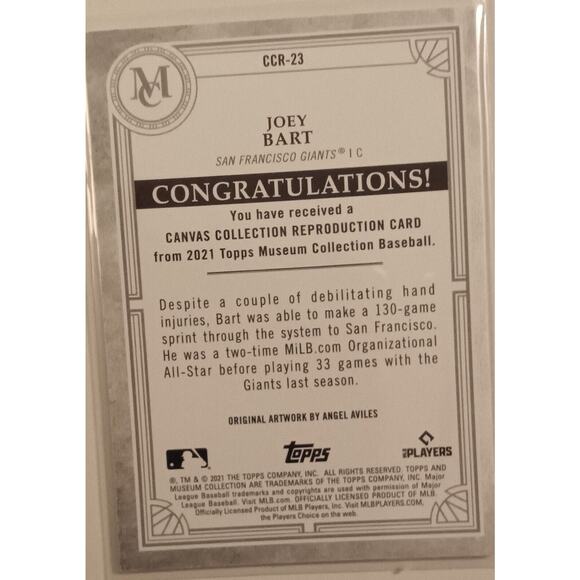 CCR-23
MC
JOEY
BART
SAN FRANCISCO GIANTS® I C
CONGRATULATIONS!
You have received a
CANVAS COLLECTION REPRODUCTION CARD
from 2021 Topps Museum Collection Baseball.
Despite a couple of debilitating hand
injuries, Bart was able to make a 130-game
sprint through the system to San Francisco.
He was a two-time MiLB.com Organizational
All-Star before playing 33 games with the
Giants last season.
ORIGINAL ARTWORK BY ANGEL AVILES
Topps
MLB PLAYERS
®, TM & © 2021 THE TOPPS COMPANY, INC. ALL RIGHTS RESERVED. TOPPS AND
MUSEUM COLLECTION ARE TRADEMARKS OF THE TOPPS COMPANY, INC. Major
League Baseball trademarks and copyrights are used with permission of Major
League Baseball. Visit MLB.com. OFFICIALLY LICENSED PRODUCT OF MLB
Officially Licensed Product of MLB Players, Inc. Visit MLBPLAYERS.com,
the Players Choice on the web.